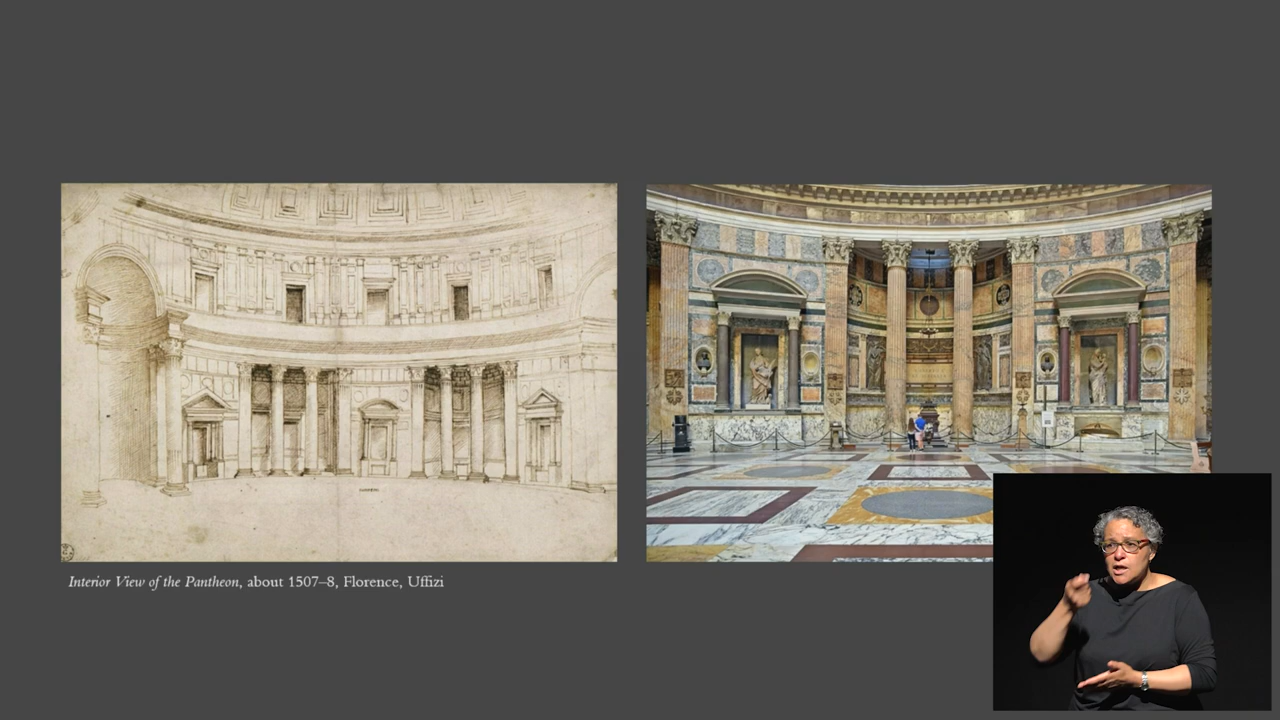 Interior View of the Pantheon, about 1507–8, Florence, Uffizi